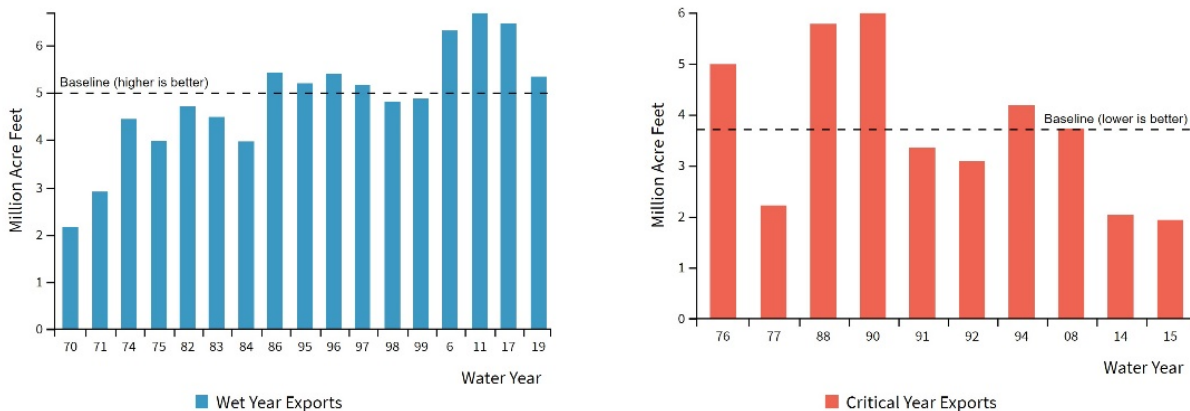 6
5
4
3
2
1
0
Million Acre Feet
Baseline (higher is better)
70 71 74 75 82 83 84 86 95 96 97 98 99 6 11 17 19
Water Year
Wet Year Exports
6
5
4
3
2
1
0
Million Acre Feet
Baseline (lower is better)
76 77 88 90 91 92 94 08 14 15
Water Year
Critical Year Exports